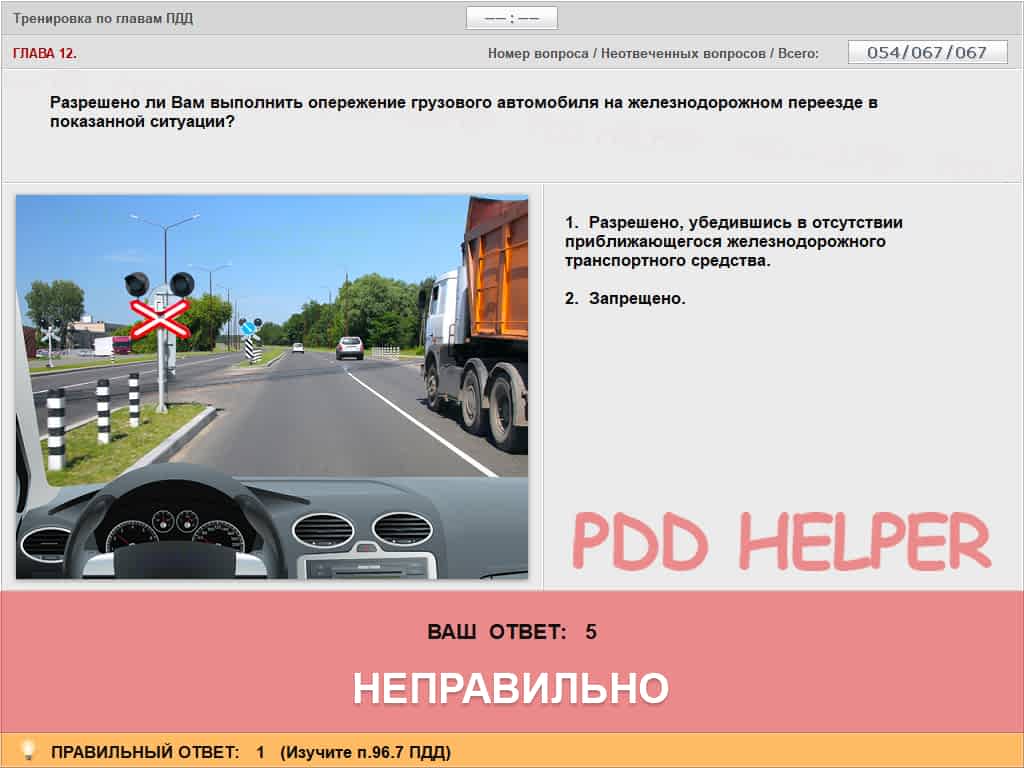 Тренировка по главам ПДД
—— : ——
ГЛАВА 12.
Номер вопроса / Неотвеченных вопросов / Всего:
054/067/067
Разрешено ли Вам выполнить опережение грузового автомобиля на железнодорожном переезде в
показанной ситуации?
1. Разрешено, убедившись в отсутствии
приближающегося железнодорожного
транспортного средства.
2. Запрещено.
PDD HELPER
ВАШ ОТВЕТ: 5
НЕПРАВИЛЬНО
ПРАВИЛЬНЫЙ ОТВЕТ: 1 (Изучите п.96.7 ПДД)